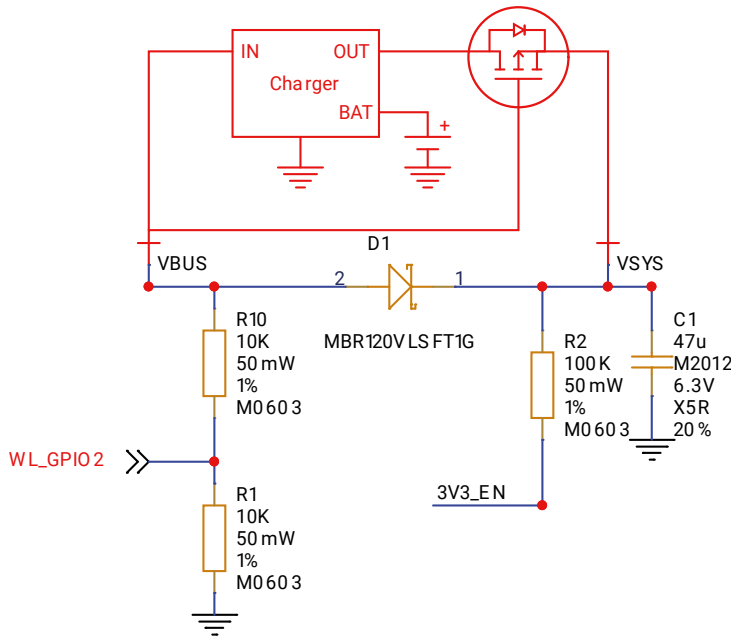 IN
OUT
Charger
BAT
+
D1
VBUS
VSYS
2
1
MBR120VLSFT1G
R10
10K
50mW
1%
M0603
R2
100K
50mW
1%
M0603
C1
47u
M2012
6.3V
X5R
20%
WL_GPIO2
3V3_EN
R1
10K
50mW
1%
M0603